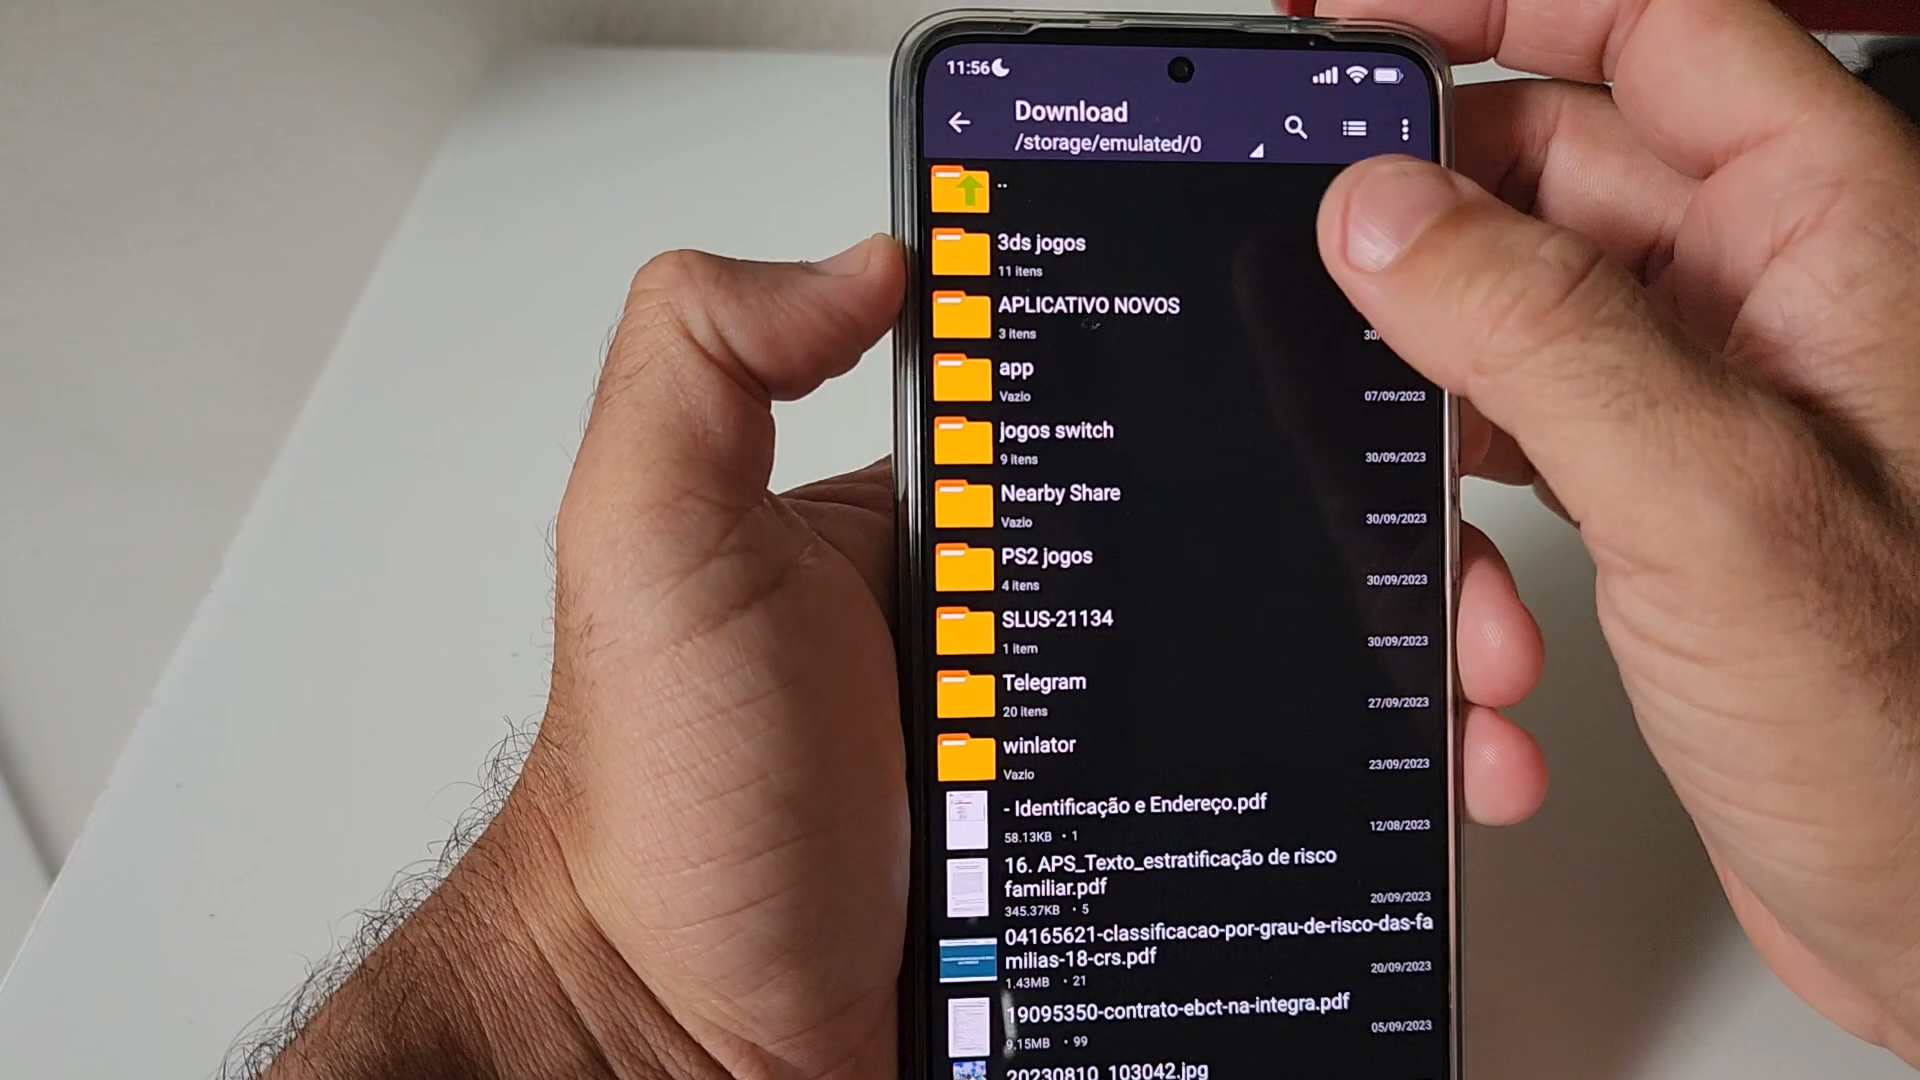 11:56
Download
/storage/emulated/0
..
3ds jogos
11 itens
APLICATIVO NOVOS
3 itens
30/
app
Vazio
07/09/2023
jogos switch
9 itens
30/09/2023
Nearby Share
Vazio
30/09/2023
PS2 jogos
4 itens
30/09/2023
SLUS-21134
1 item
30/09/2023
Telegram
20 itens
27/09/2023
winlator
Vazio
23/09/2023
- Identificação e Endereço.pdf
58.13KB • 1
12/08/2023
16. APS_Texto_estratificação de risco
familiar.pdf
345.37KB • 5
20/09/2023
04165621-classificacao-por-grau-de-risco-das-fa
milias-18-crs.pdf
1.43MB • 21
20/09/2023
19095350-contrato-ebct-na-integra.pdf
9.15MB • 99
05/09/2023
20230810_103042.jpg